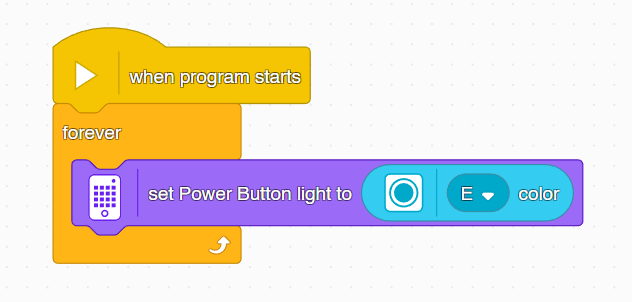 when program starts
forever
set Power Button light to E color